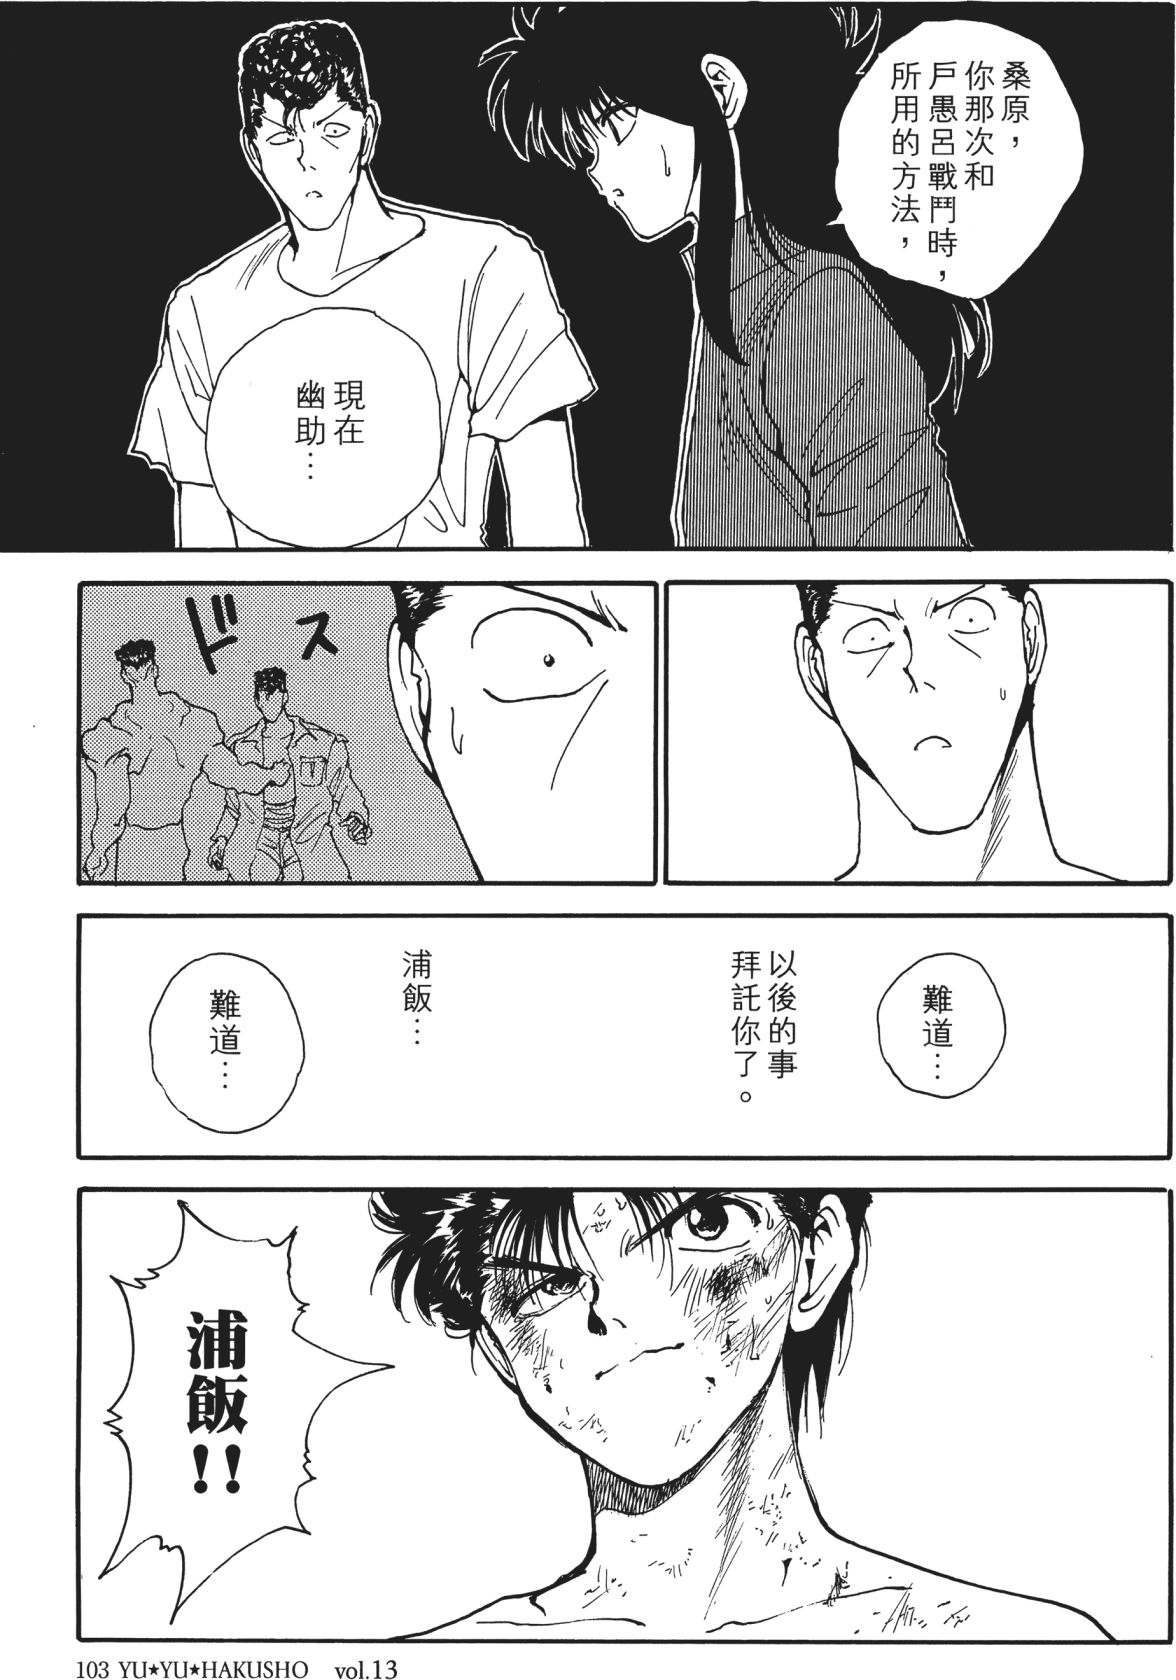 桑原，
你那次和
戶愚呂戰鬥時，
所用的方法，
現在
幽助…
ドス
難道…
以後的事
拜託你了。
浦飯…
難道…
浦飯！！
103 YU★YU★HAKUSHO vol.13